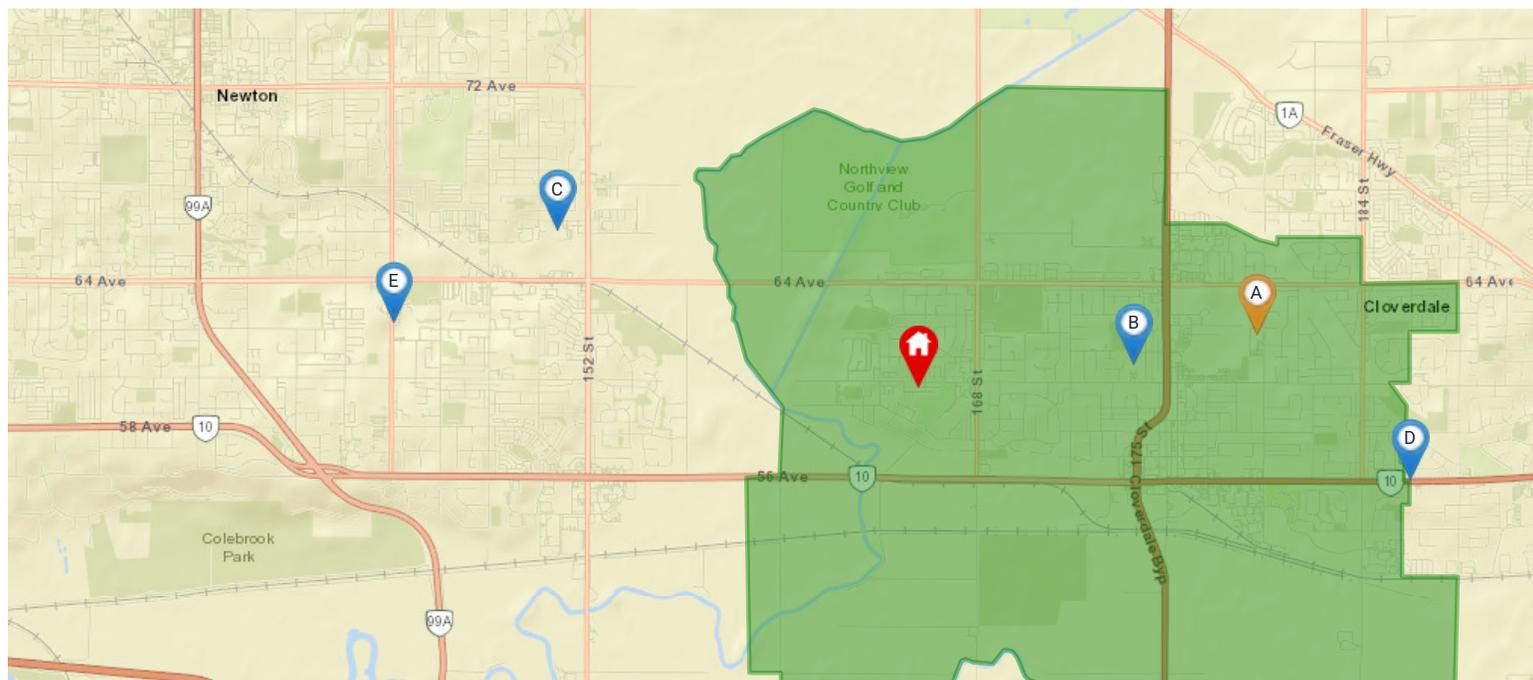 72 Ave
Newton
1A
Fraser Hwy
Northview
Golf and
Country Club
C
184 St
99A
64 Ave
E
64 Ave
A
64 Ave
Cloverdale
B
152 St
168 St
58 Ave
10
D
175 St
56 Ave
10
10
Cloverdale Byp
Colebrook
Park
99A